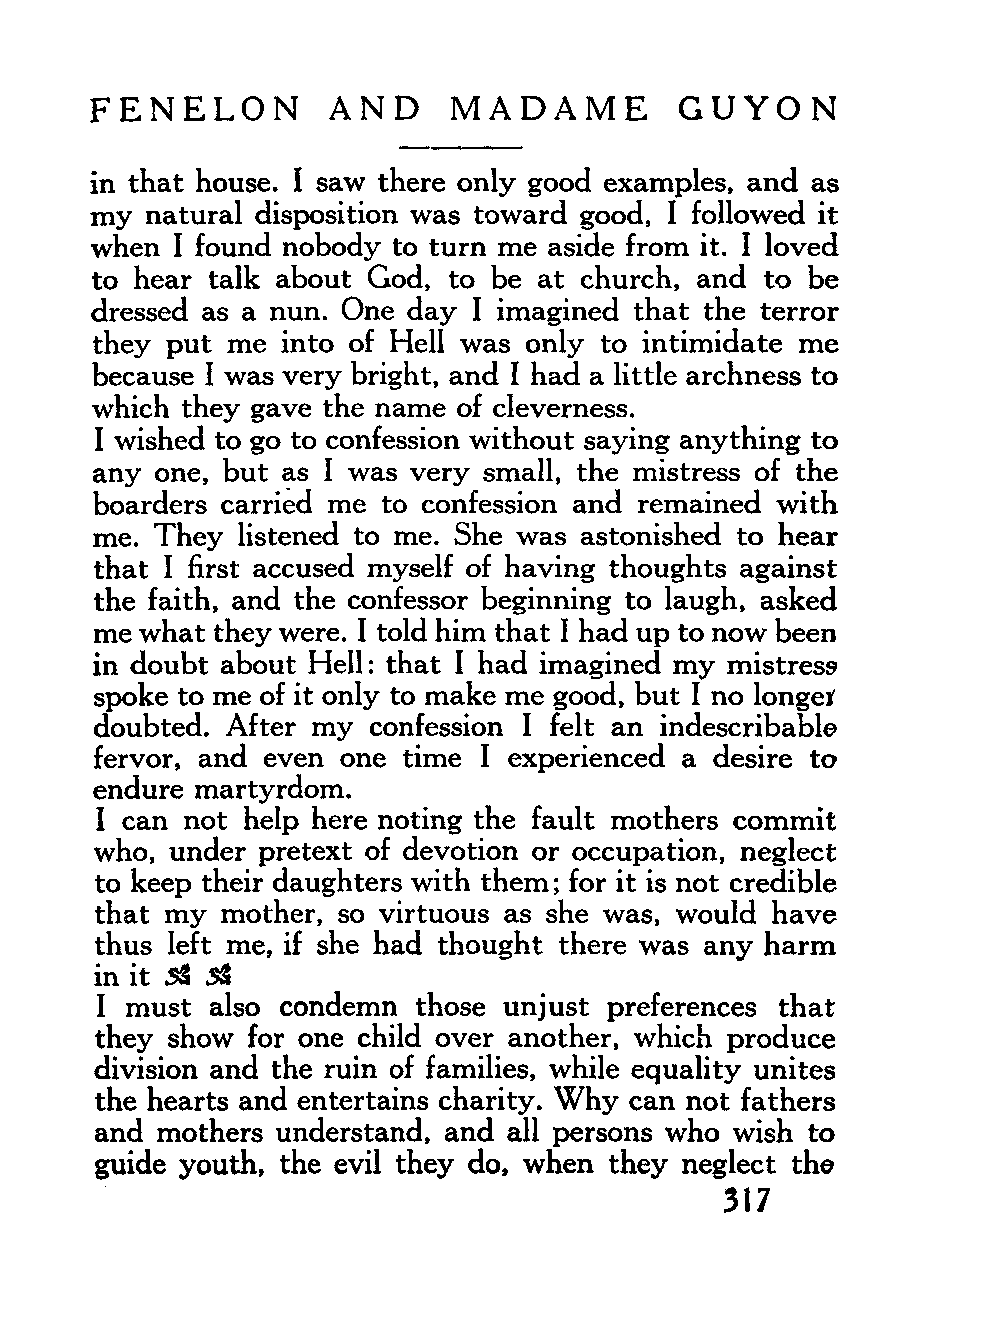 FENELON AND MADAME GUYON
in that house. I saw there only good examples, and as
my natural disposition was toward good, I followed it
when I found nobody to turn me aside from it. I loved
to hear talk about God, to be at church, and to be
dressed as a nun. One day I imagined that the terror
they put me into of Hell was only to intimidate me
because I was very bright, and I had a little archness to
which they gave the name of cleverness.
I wished to go to confession without saying anything to
any one, but as I was very small, the mistress of the
boarders carried me to confession and remained with
me. They listened to me. She was astonished to hear
that I first accused myself of having thoughts against
the faith, and the confessor beginning to laugh, asked
me what they were. I told him that I had up to now been
in doubt about Hell: that I had imagined my mistress
spoke to me of it only to make me good, but I no longer
doubted. After my confession I felt an indescribable
fervor, and even one time I experienced a desire to
endure martyrdom.
I can not help here noting the fault mothers commit
who, under pretext of devotion or occupation, neglect
to keep their daughters with them; for it is not credible
that my mother, so virtuous as she was, would have
thus left me, if she had thought there was any harm
in it
I must also condemn those unjust preferences that
they show for one child over another, which produce
division and the ruin of families, while equality unites
the hearts and entertains charity. Why can not fathers
and mothers understand, and all persons who wish to
guide youth, the evil they do, when they neglect the
317